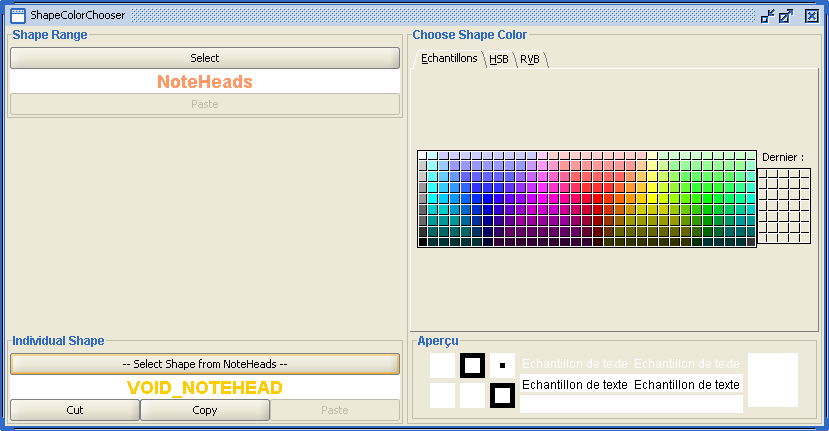 ShapeColorChooser
Shape Range
Select
NoteHeads
Paste
Individual Shape
-- Select Shape from NoteHeads --
VOID_NOTEHEAD
Cut Copy Paste
Choose Shape Color
Echantillons HSB RVB
Dernier :
Aperçu
Echantillon de texte Echantillon de texte
Echantillon de texte Echantillon de texte